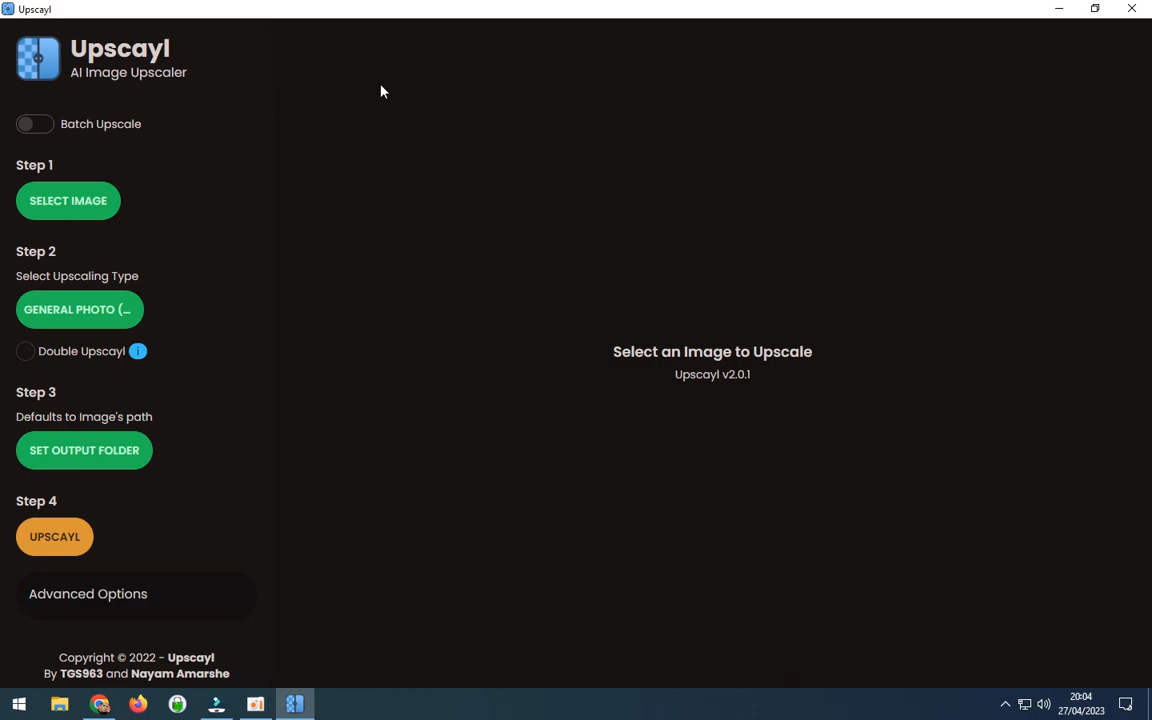 Upscayl
Upscayl
AI Image Upscaler
Batch Upscale
Step 1
SELECT IMAGE
Step 2
Select Upscaling Type
GENERAL PHOTO (...
Double Upscayl i
Step 3
Defaults to Image's path
SET OUTPUT FOLDER
Step 4
UPSCAYL
Advanced Options
Copyright © 2022 - Upscayl
By TGS963 and Nayam Amarshe
Select an Image to Upscale
Upscayl v2.0.1
20:04
27/04/2023